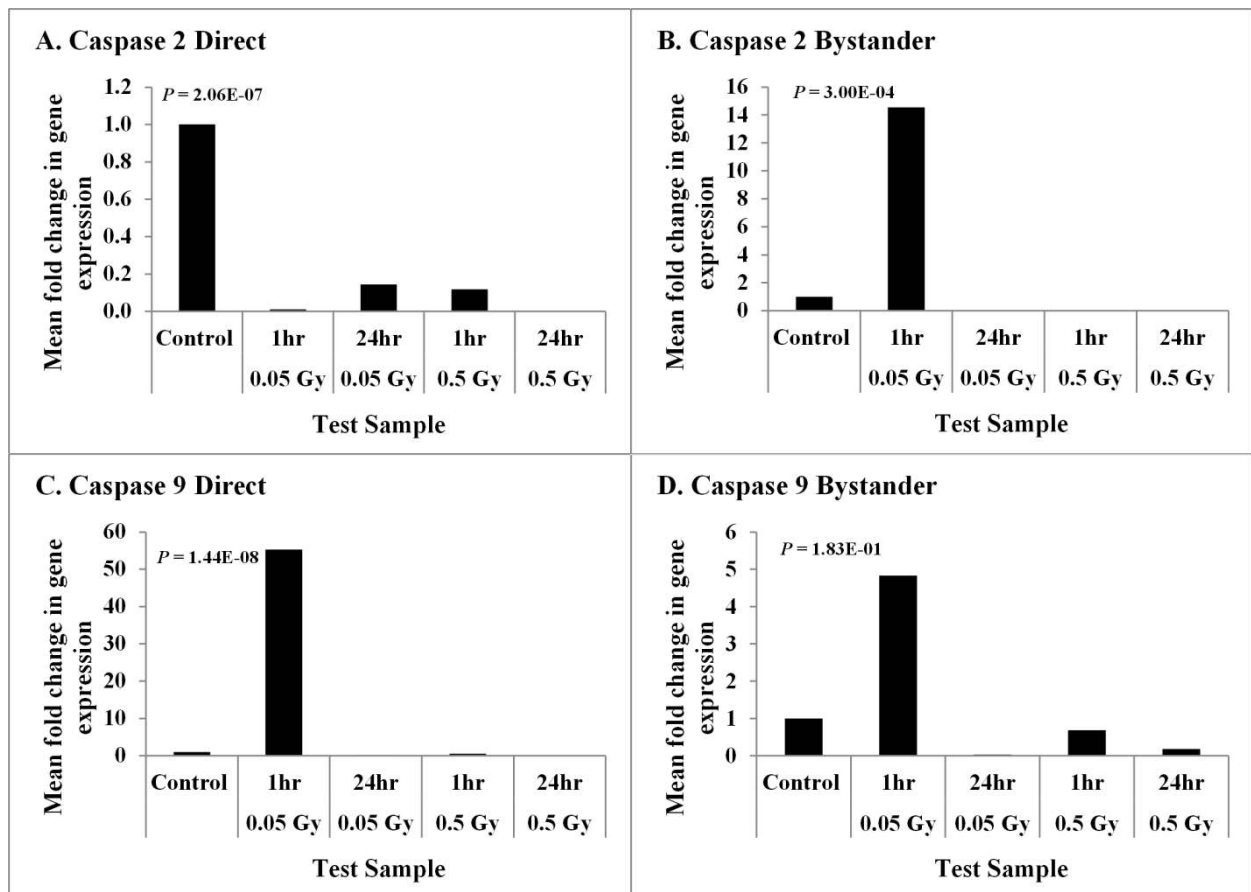 A. Caspase 2 Direct
P = 2.06E-07
Mean fold change in gene
expression
1.2
1.0
0.8
0.6
0.4
0.2
0.0
Control 1hr 24hr 1hr 24hr
0.05 Gy 0.05 Gy 0.5 Gy 0.5 Gy
Test Sample
B. Caspase 2 Bystander
P = 3.00E-04
Mean fold change in gene
expression
16
14
12
10
8
6
4
2
0
Control 1hr 24hr 1hr 24hr
0.05 Gy 0.05 Gy 0.5 Gy 0.5 Gy
Test Sample
C. Caspase 9 Direct
P = 1.44E-08
Mean fold change in gene
expression
60
50
40
30
20
10
0
Control 1hr 24hr 1hr 24hr
0.05 Gy 0.05 Gy 0.5 Gy 0.5 Gy
Test Sample
D. Caspase 9 Bystander
P = 1.83E-01
Mean fold change in gene
expression
6
5
4
3
2
1
0
Control 1hr 24hr 1hr 24hr
0.05 Gy 0.05 Gy 0.5 Gy 0.5 Gy
Test Sample